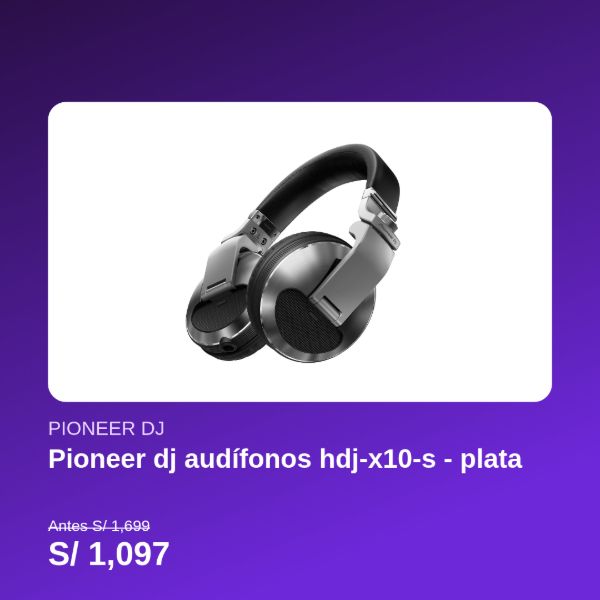 PIONEER DJ
Pioneer dj audífonos hdj-x10-s - plata
Antes S/ 1,699
S/ 1,097